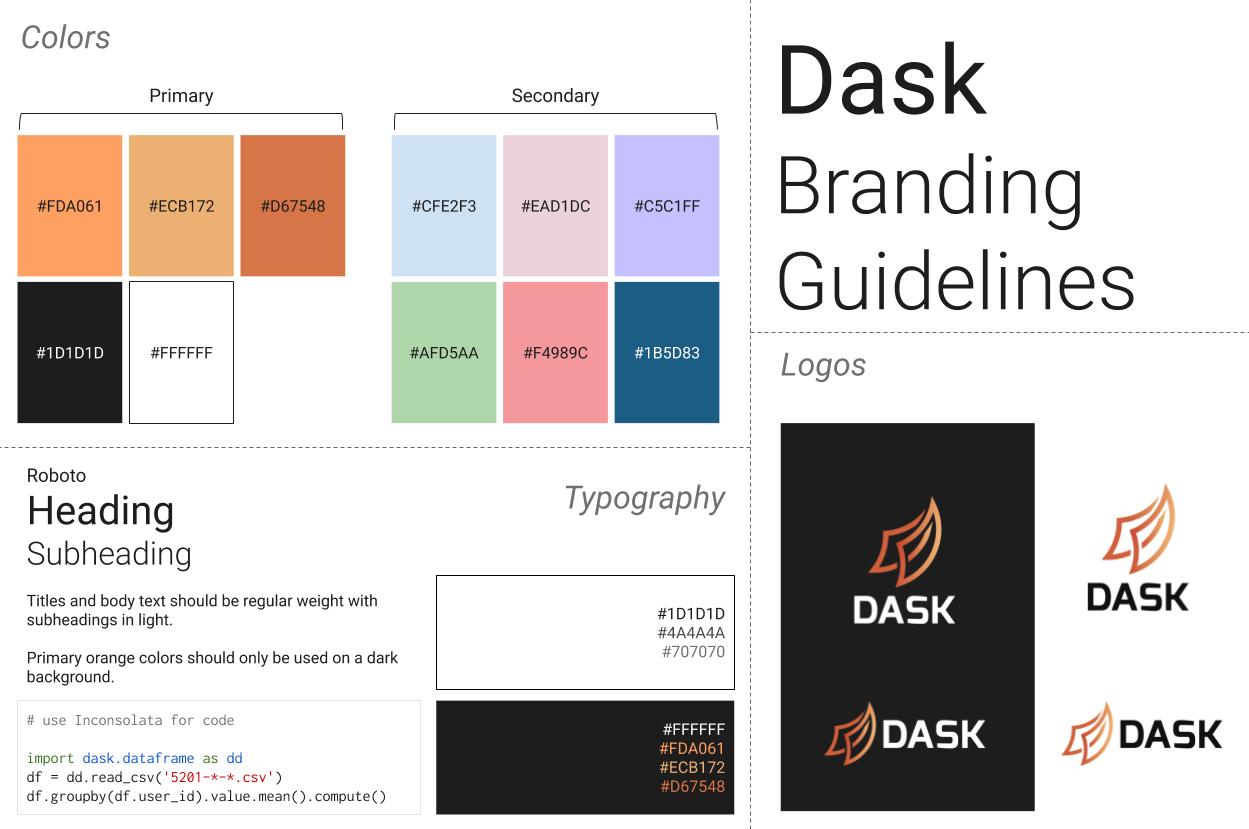 Colors
Primary
#FDA061 #ECB172 #D67548
#1D1D1D #FFFFFF
Secondary
#CFE2F3 #EAD1DC #C5C1FF
#AFD5AA #F4989C #1B5D83
Dask
Branding
Guidelines
Roboto
Heading
Subheading
Titles and body text should be regular weight with
subheadings in light.
Primary orange colors should only be used on a dark
background.
# use Inconsolata for code
import dask.dataframe as dd
df = dd.read_csv('5201-*-*.csv')
df.groupby(df.user_id).value.mean().compute()
Typography
#1D1D1D
#4A4A4A
#707070
#FFFFFF
#FDA061
#ECB172
#D67548
Logos
DASK
DASK
DASK
DASK